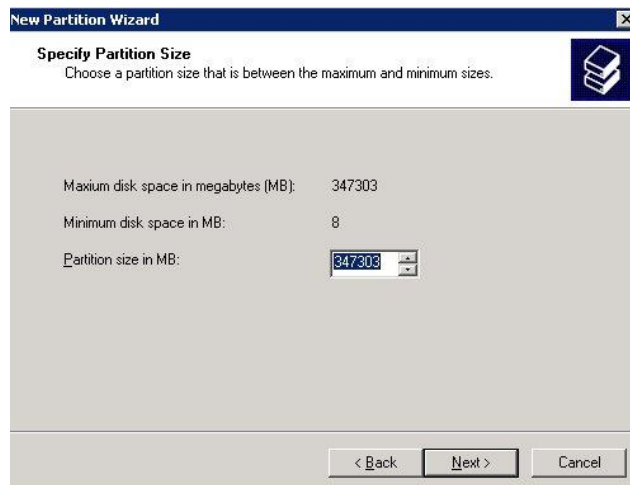 New Partition Wizard
Specify Partition Size
Choose a partition size that is between the maximum and minimum sizes.
Maxium disk space in megabytes (MB): 347303
Minimum disk space in MB: 8
Partition size in MB: 347303
< Back Next > Cancel